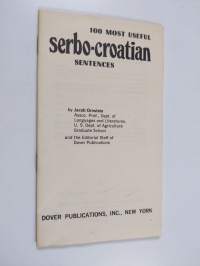 100 MOST USEFUL
serbo-croatian
SENTENCES
by Jacob Ornstein
Assoc. Prof., Dept. of
Languages and Literatures,
U. S. Dept. of Agriculture
Graduate School
and the Editorial Staff of
Dover Publications
DOVER PUBLICATIONS, INC., NEW YORK